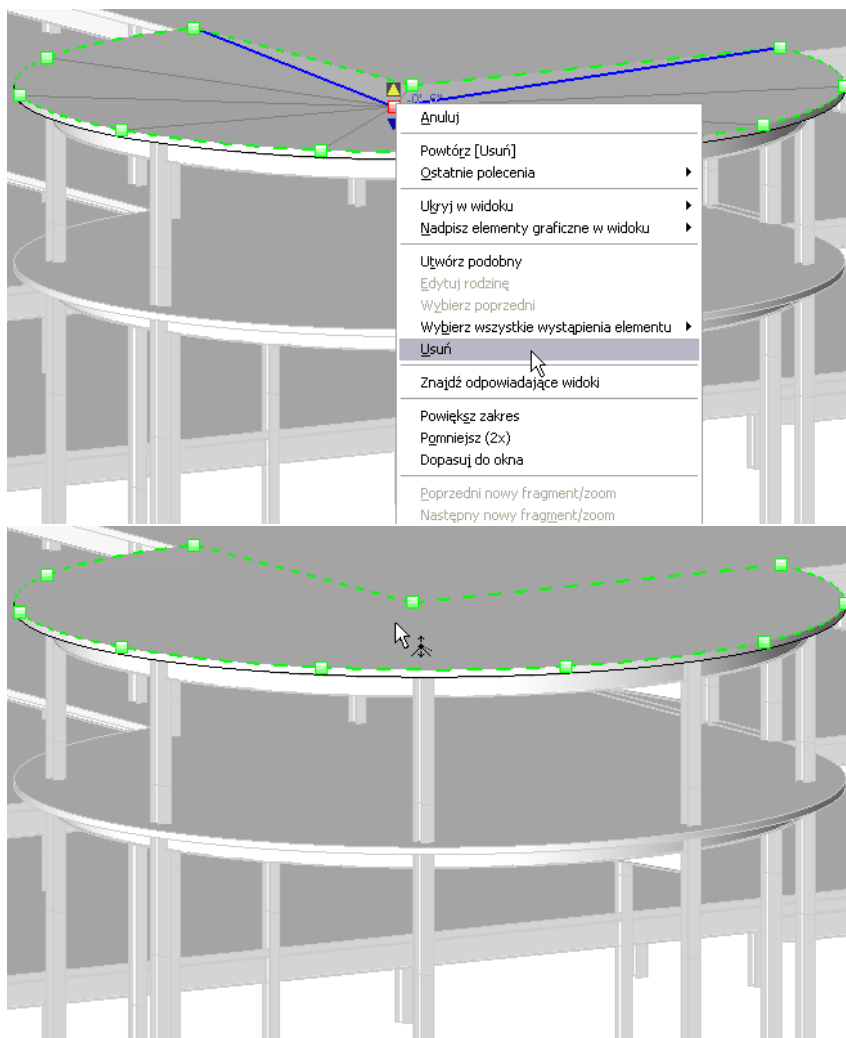 -0'  6"
Anuluj
Powtórz [Usuń]
Ostatnie polecenia
Ukryj w widoku
Nadpisz elementy graficzne w widoku
Utwórz podobny
Edytuj rodzinę
Wybierz poprzedni
Wybierz wszystkie wystąpienia elementu
Usuń
Znajdź odpowiadające widoki
Powiększ zakres
Pomniejsz (2x)
Dopasuj do okna
Poprzedni nowy fragment/zoom
Następny nowy fragment/zoom